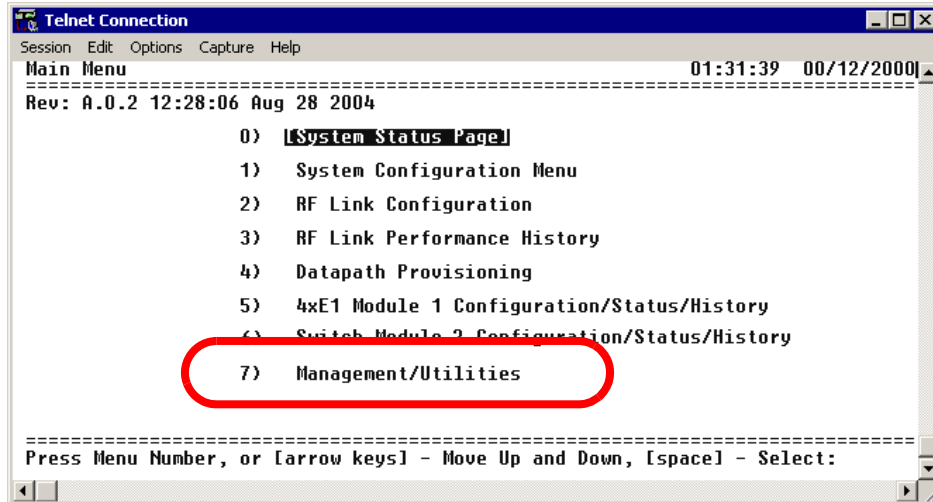 Telnet Connection
Session Edit Options Capture Help
Main Menu 01:31:39 00/12/2000
Rev: A.0.2 12:28:06 Aug 28 2004
0) [System Status Page]
1) System Configuration Menu
2) RF Link Configuration
3) RF Link Performance History
4) Datapath Provisioning
5) 4xE1 Module 1 Configuration/Status/History
6) Switch Module 2 Configuration/Status/History
7) Management/Utilities
Press Menu Number, or [arrow keys] - Move Up and Down, [space] - Select: